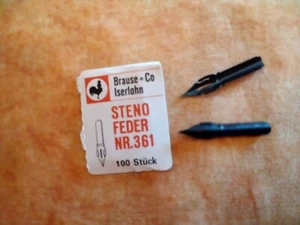 Brause + Co
Iserlohn
STENO
FEDER
NR.361
100 Stück